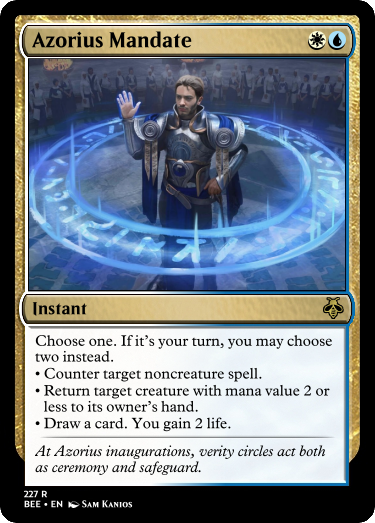 Azorius Mandate
Instant
Choose one. If it's your turn, you may choose
two instead.
• Counter target noncreature spell.
• Return target creature with mana value 2 or
less to its owner's hand.
• Draw a card. You gain 2 life.
At Azorius inaugurations, verity circles act both
as ceremony and safeguard.
227 R
BEE • EN Sam Kanios